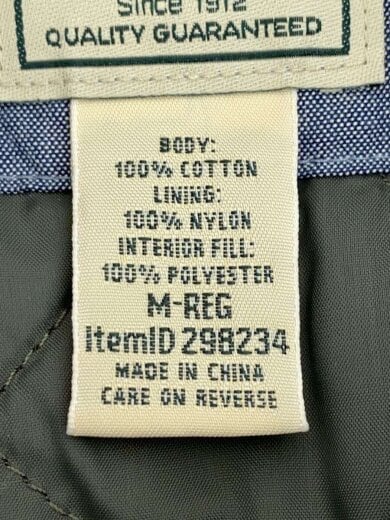 Since 1912
QUALITY GUARANTEED
BODY:
100% COTTON
LINING:
100% NYLON
INTERIOR FILL:
100% POLYESTER
M-REG
ItemID 298234
MADE IN CHINA
CARE ON REVERSE